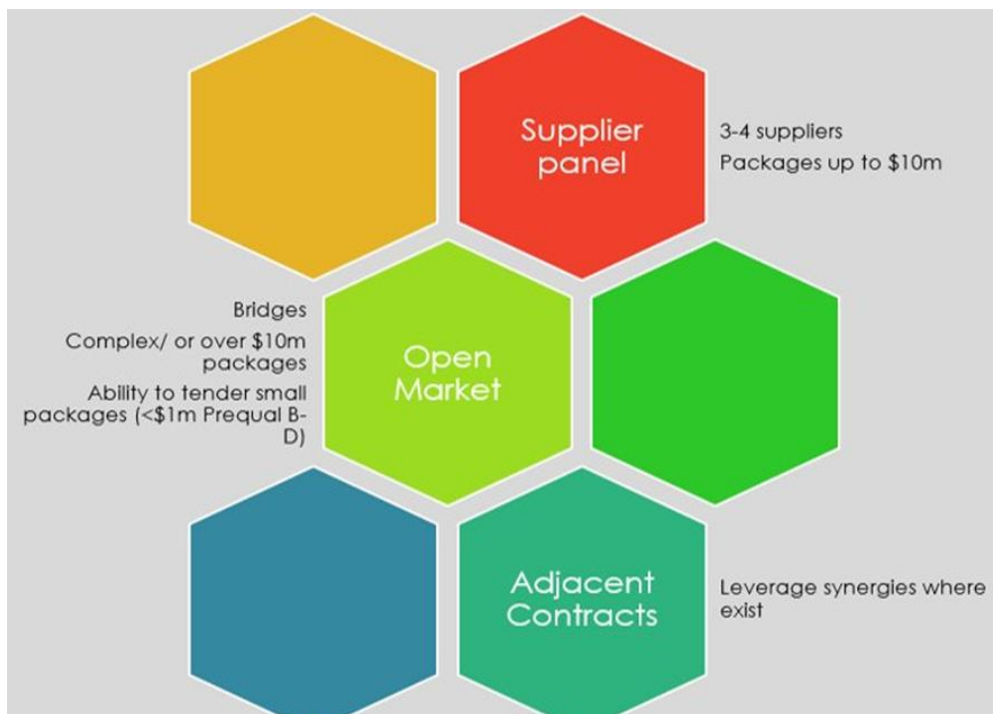 Supplier
panel
3-4 suppliers
Packages up to $10m
Bridges
Complex/ or over $10m
packages
Ability to tender small
packages (<$1m Prequal B-
D)
Open
Market
Adjacent
Contracts
Leverage synergies where
exist